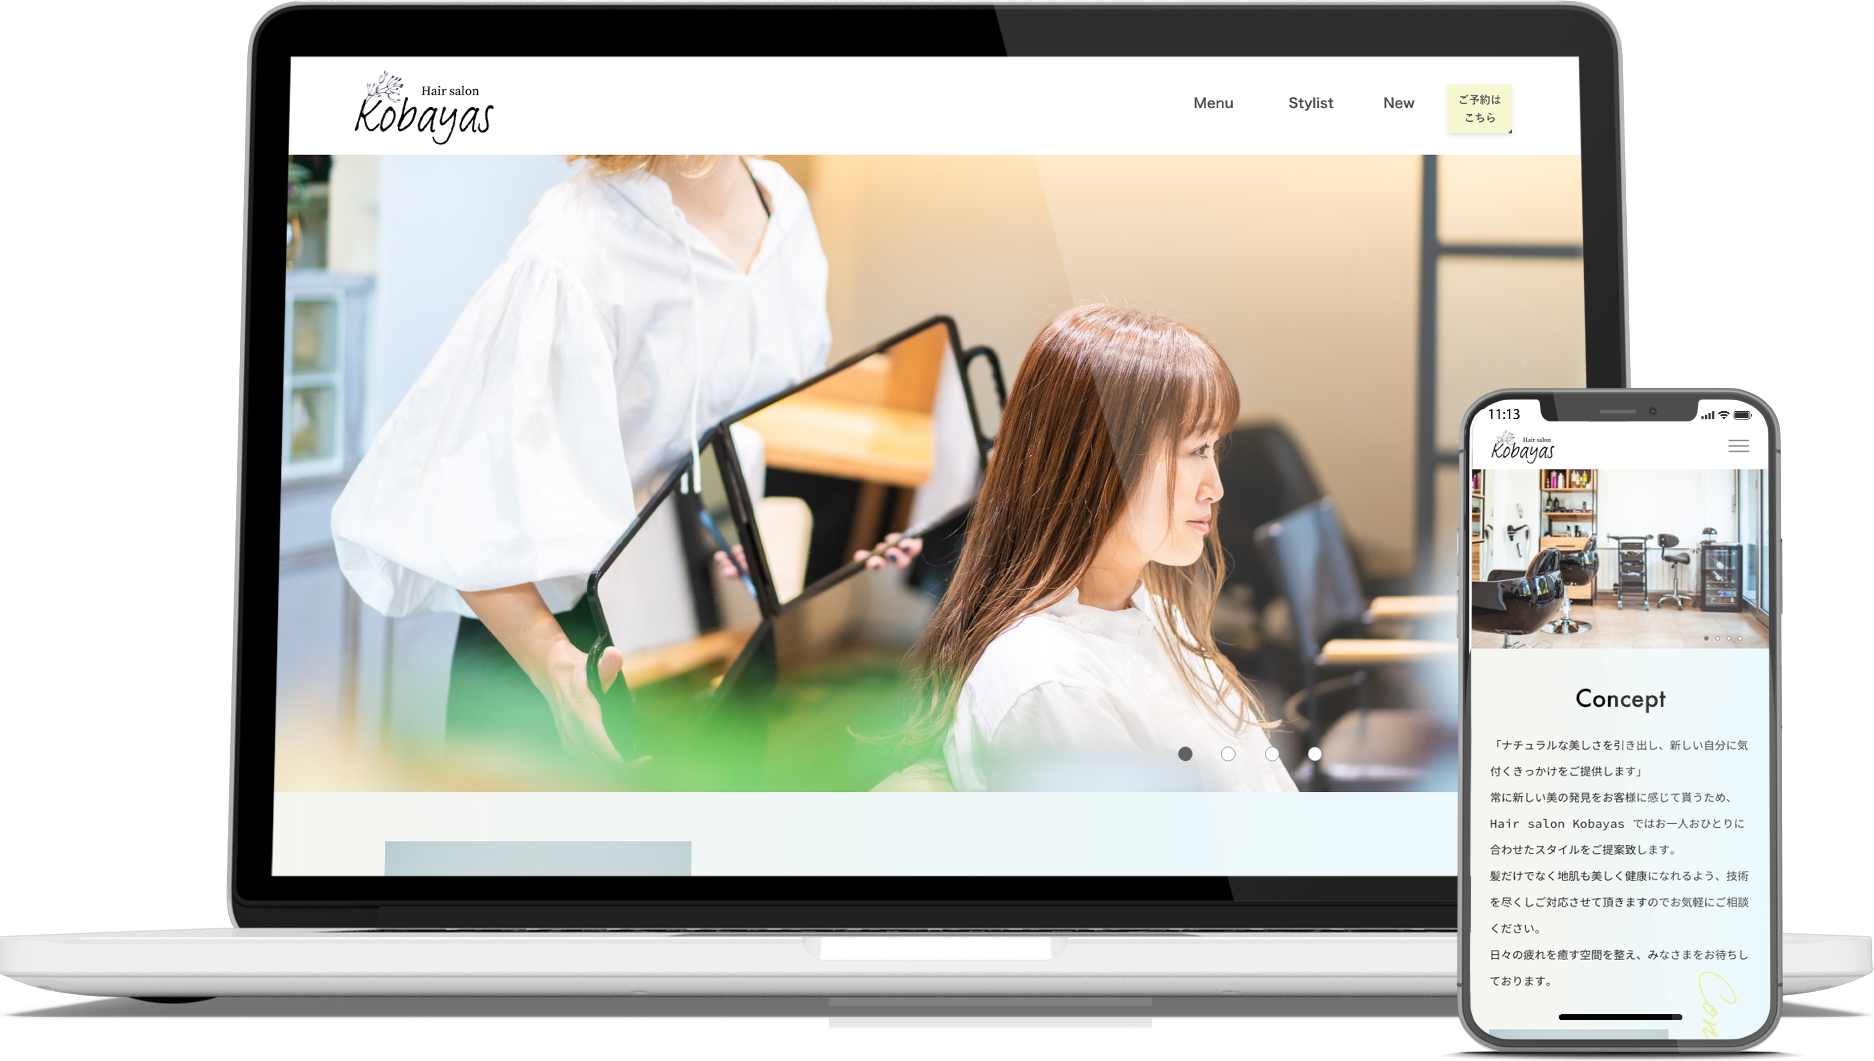 Hair salon
Kobayas
Menu
Stylist
New
ご予約は
こちら
11:13
Hair salon
Kobayas
Concept
「ナチュラルな美しさを引き出し、新しい自分に気
付くきっかけをご提供します」
常に新しい美の発見をお客様に感じて貰うため、
Hair salon Kobayas ではお一人おひとりに
合わせたスタイルをご提案致します。
髪だけでなく地肌も美しく健康になれるよう、技術
を尽くしご対応させて頂きますのでお気軽にご相談
ください。
日々の疲れを癒す空間を整え、みなさまをお待ちし
ております。
Con